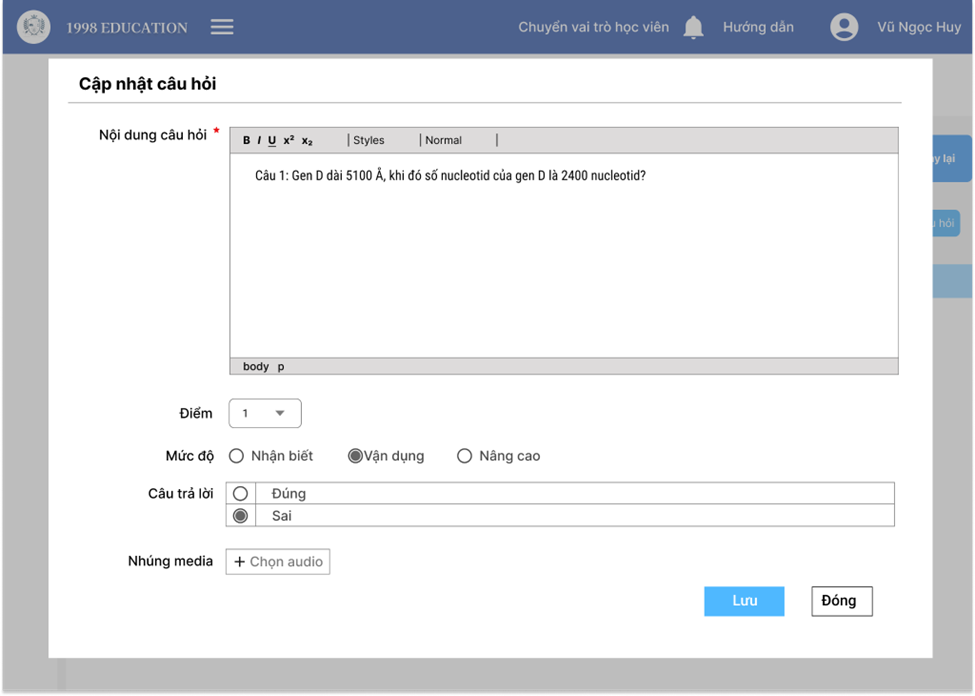 1998 EDUCATION Chuyển vai trò học viên Hướng dẫn Vũ Ngọc Huy
Cập nhật câu hỏi
Nội dung câu hỏi *
B I U x² x₂ | Styles | Normal |
y lại
Câu 1: Gen D dài 5100 Å, khi đó số nucleotid của gen D là 2400 nucleotid?
hỏi
body p
Điểm 1
Mức độ Nhận biết Vận dụng Nâng cao
Câu trả lời Đúng
Sai
Nhúng media + Chọn audio
Lưu Đóng